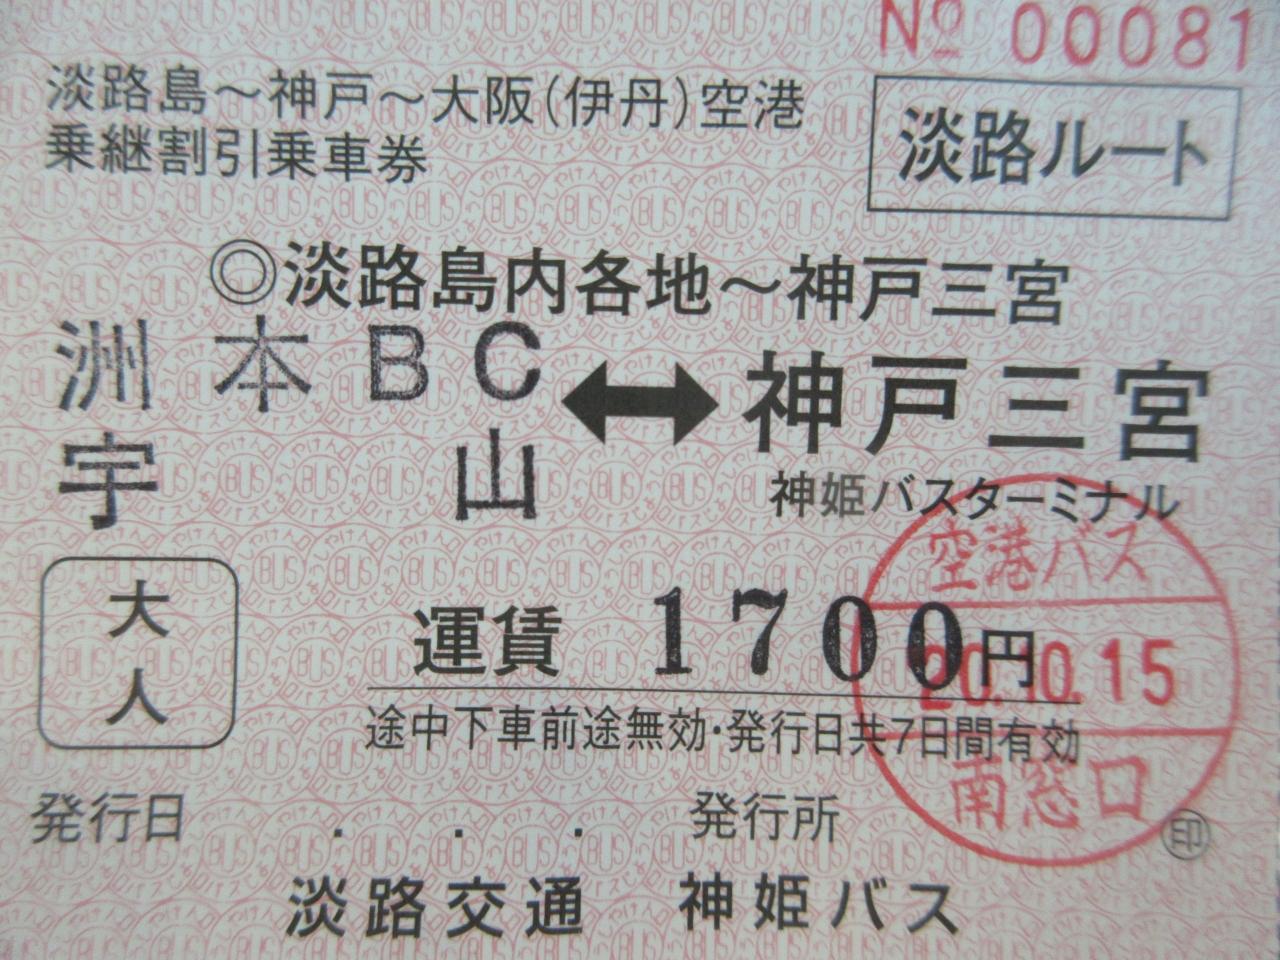 № 00081
淡路島～神戸～大阪(伊丹)空港
乗継割引乗車券
淡路ルート
◎淡路島内各地～神戸三宮
洲本BC
宇山
⬌
神戸三宮
神姫バスターミナル
大人
運賃 1700円
途中下車前途無効・発行日共7日間有効
空港バス
20.10.15
南窓口
発行日 . . .
発行所
㊞
淡路交通 神姫バス